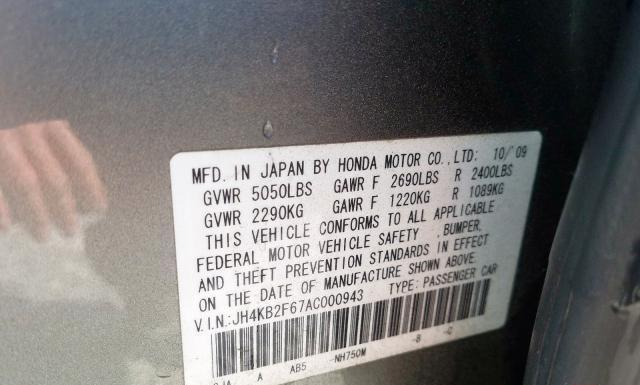 MFD. IN JAPAN BY HONDA MOTOR CO., LTD: 10/'09
GVWR 5050LBS GAWR F 2690LBS R 2400LBS
GVWR 2290KG GAWR F 1220KG R 1089KG
THIS VEHICLE CONFORMS TO ALL APPLICABLE
FEDERAL MOTOR VEHICLE SAFETY , BUMPER,
AND THEFT PREVENTION STANDARDS IN EFFECT
ON THE DATE OF MANUFACTURE SHOWN ABOVE.
V.I.N.:JH4KB2F67AC000943 TYPE: PASSENGER CAR
A AB5 -NH750M -B